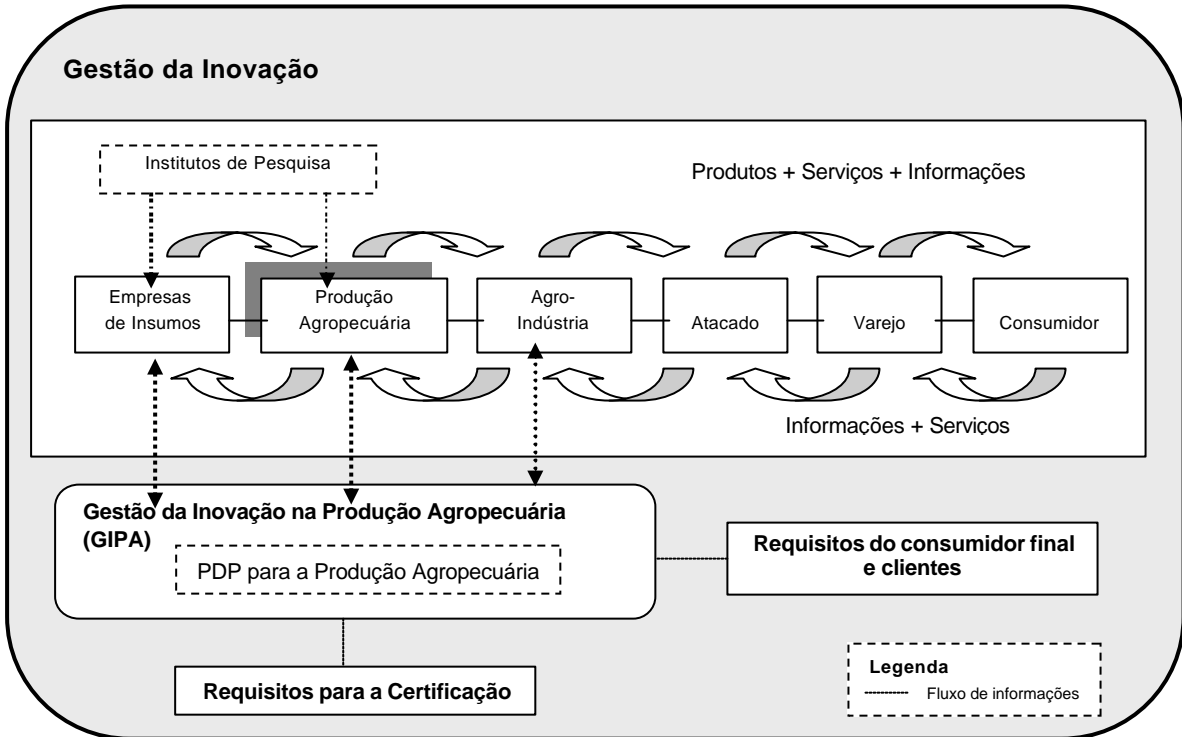 Gestão da Inovação
Institutos de Pesquisa
Produtos + Serviços + Informações
Empresas
de Insumos
Produção
Agropecuária
Agro-
Indústria
Atacado
Varejo
Consumidor
Informações + Serviços
Gestão da Inovação na Produção Agropecuária
(GIPA)
PDP para a Produção Agropecuária
Requisitos do consumidor final
e clientes
Requisitos para a Certificação
Legenda
Fluxo de informações